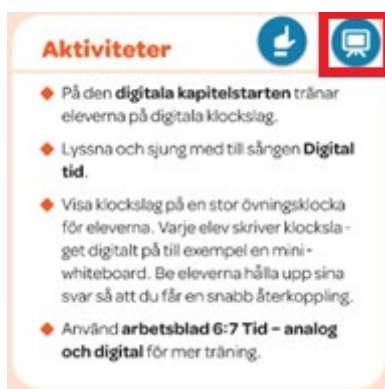 Aktiviteter
På den digitala kapitelstarten tränar
eleverna på digitala klockslag.
Lyssna och sjung med till sången Digital
tid.
Visa klockslag på en stor övningsklocka
för eleverna. Varje elev skriver klocksla-
get digitalt på till exempel en mini-
whiteboard. Be eleverna hålla upp sina
svar så att du får en snabb återkoppling.
Använd arbetsblad 6:7 Tid – analog
och digital för mer träning.